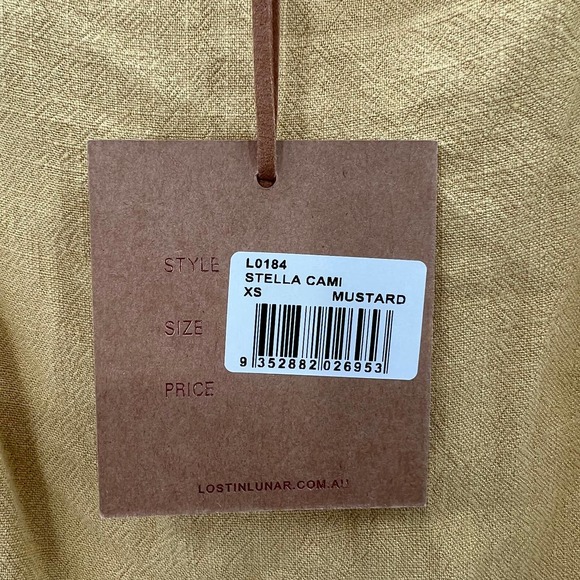 STYLE
L0184
STELLA CAMI
XS MUSTARD
SIZE
9 352882 026953
PRICE
LOSTINLUNAR.COM.AU